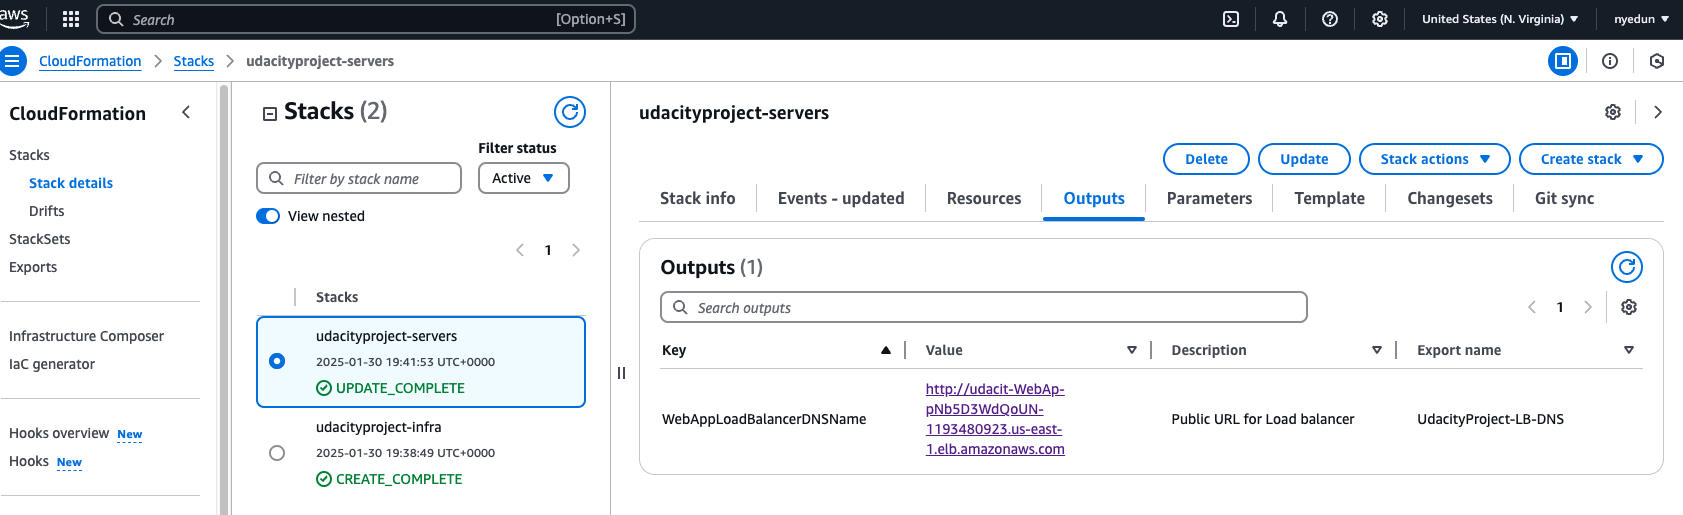 aws
Search [Option+S]
United States (N. Virginia)
nyedun
CloudFormation
Stacks
udacityproject-servers
CloudFormation
Stacks
Stack details
Drifts
StackSets
Exports
Infrastructure Composer
IaC generator
Hooks overview New
Hooks New
Stacks (2)
Filter status
Filter by stack name
Active
View nested
1
Stacks
udacityproject-servers
2025-01-30 19:41:53 UTC+0000
UPDATE_COMPLETE
udacityproject-infra
2025-01-30 19:38:49 UTC+0000
CREATE_COMPLETE
udacityproject-servers
Delete
Update
Stack actions
Create stack
Stack info
Events - updated
Resources
Outputs
Parameters
Template
Changesets
Git sync
Outputs (1)
Search outputs
1
Key
Value
Description
Export name
WebAppLoadBalancerDNSName
http://udacit-WebAp-
pNb5D3WdQoUN-
1193480923.us-east-
1.elb.amazonaws.com
Public URL for Load balancer
UdacityProject-LB-DNS